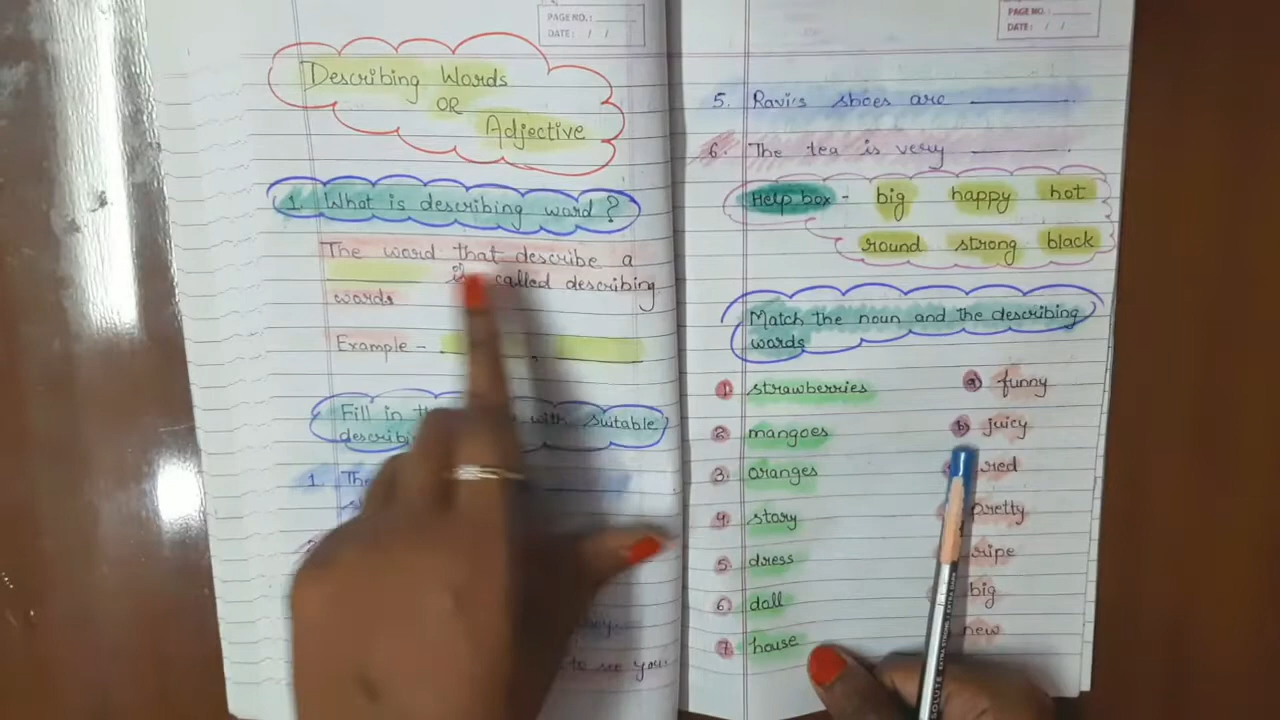 PAGE NO.:
DATE: / /
Describing Words
OR
Adjective
1. What is describing word?
The word that describe a
called describing
words
Example - ,
Fill in with suitable
1.
to see you.
PAGE NO.:
DATE: / /
5. Ravi's shoes are
6. The tea is very .
Help box - big happy hot
round strong black
Match the noun and the describing
words
1 strawberries a) funny
2 mangoes b) juicy
3. oranges red
4 story pretty
5 dress ripe
6 doll big
7 house new
ABSOLUTE EXTRA STRONG